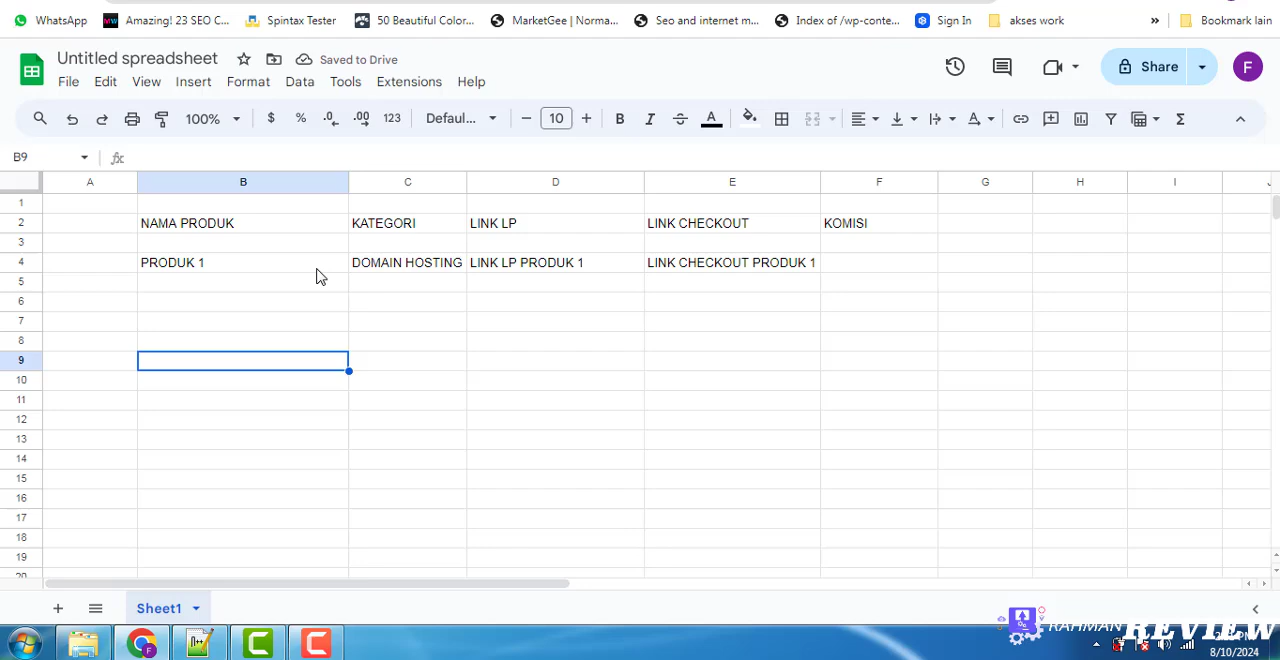 WhatsApp Amazing! 23 SEO C... Spintax Tester 50 Beautiful Color... MarketGee | Norma... Seo and internet m... Index of /wp-conte... Sign In akses work » Bookmark lain
Untitled spreadsheet Saved to Drive
File Edit View Insert Format Data Tools Extensions Help
Share F
100% $ % .0 .00 123 Defaul... − 10 + B I A Σ
B9 fx
A B C D E F G H I
1
2 NAMA PRODUK KATEGORI LINK LP LINK CHECKOUT KOMISI
3
4 PRODUK 1 DOMAIN HOSTING LINK LP PRODUK 1 LINK CHECKOUT PRODUK 1
5
6
7
8
9
10
11
12
13
14
15
16
17
18
19
20
+ Sheet1
RAHMAN REVIEW
8/10/2024